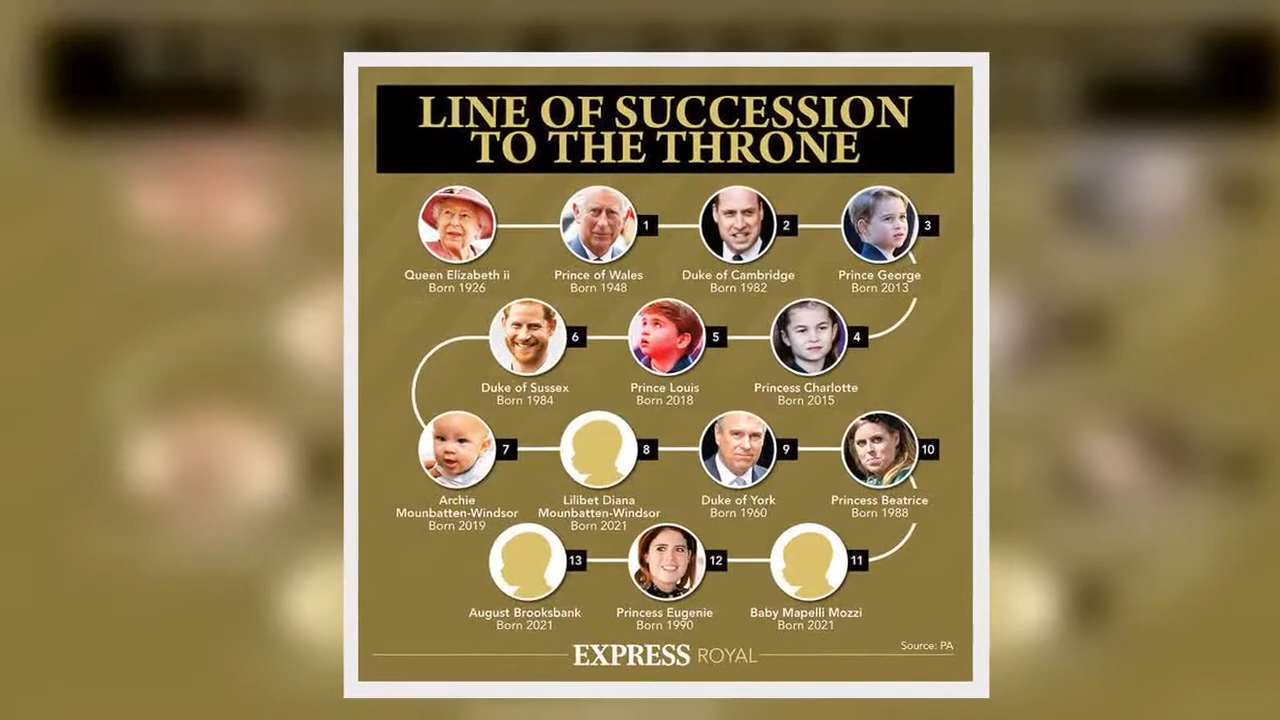 LINE OF SUCCESSION
TO THE THRONE
1
2
3
Queen Elizabeth ii
Born 1926
Prince of Wales
Born 1948
Duke of Cambridge
Born 1982
Prince George
Born 2013
6
5
4
Duke of Sussex
Born 1984
Prince Louis
Born 2018
Princess Charlotte
Born 2015
7
8
9
10
Archie
Mountbatten-Windsor
Born 2019
Lilibet Diana
Mounbatten-Windsor
Born 2021
Duke of York
Born 1960
Princess Beatrice
Born 1988
13
12
11
August Brooksbank
Born 2021
Princess Eugenie
Born 1990
Baby Mapelli Mozzi
Born 2021
Source: PA
EXPRESS ROYAL